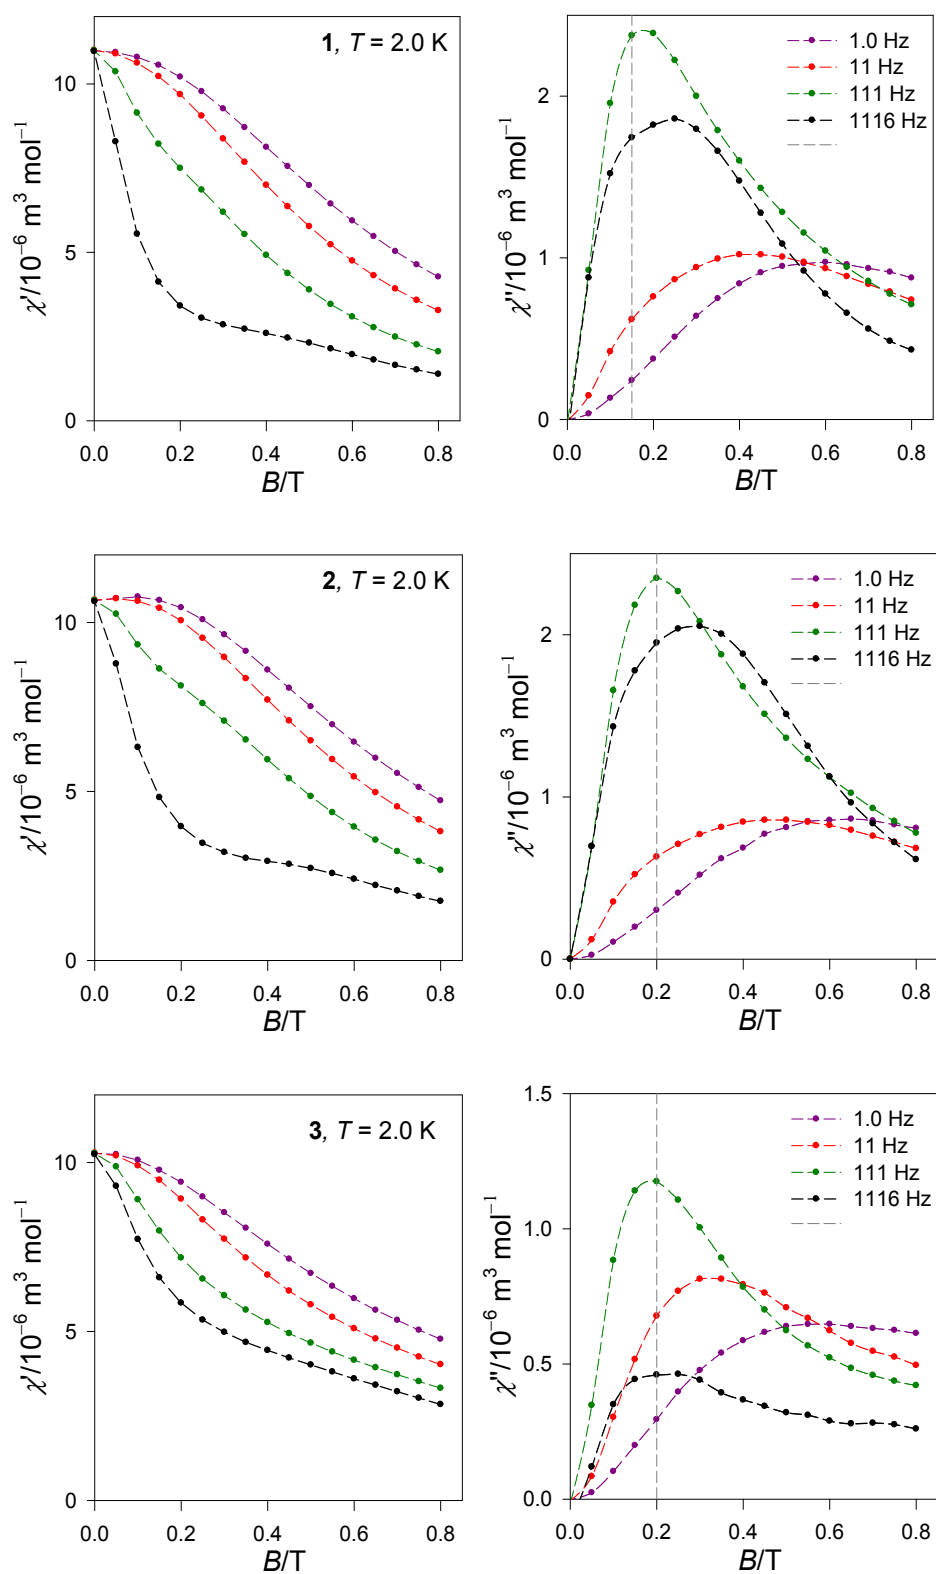 1, T = 2.0 K
10
5
0
χ'/10⁻⁶ m³ mol⁻¹
0.0 0.2 0.4 0.6 0.8
B/T
1.0 Hz
11 Hz
111 Hz
1116 Hz
2
1
0
χ''/10⁻⁶ m³ mol⁻¹
0.0 0.2 0.4 0.6 0.8
B/T
2, T = 2.0 K
10
5
0
χ'/10⁻⁶ m³ mol⁻¹
0.0 0.2 0.4 0.6 0.8
B/T
1.0 Hz
11 Hz
111 Hz
1116 Hz
2
1
0
χ''/10⁻⁶ m³ mol⁻¹
0.0 0.2 0.4 0.6 0.8
B/T
3, T = 2.0 K
10
5
0
χ'/10⁻⁶ m³ mol⁻¹
0.0 0.2 0.4 0.6 0.8
B/T
1.0 Hz
11 Hz
111 Hz
1116 Hz
1.5
1.0
0.5
0.0
χ''/10⁻⁶ m³ mol⁻¹
0.0 0.2 0.4 0.6 0.8
B/T